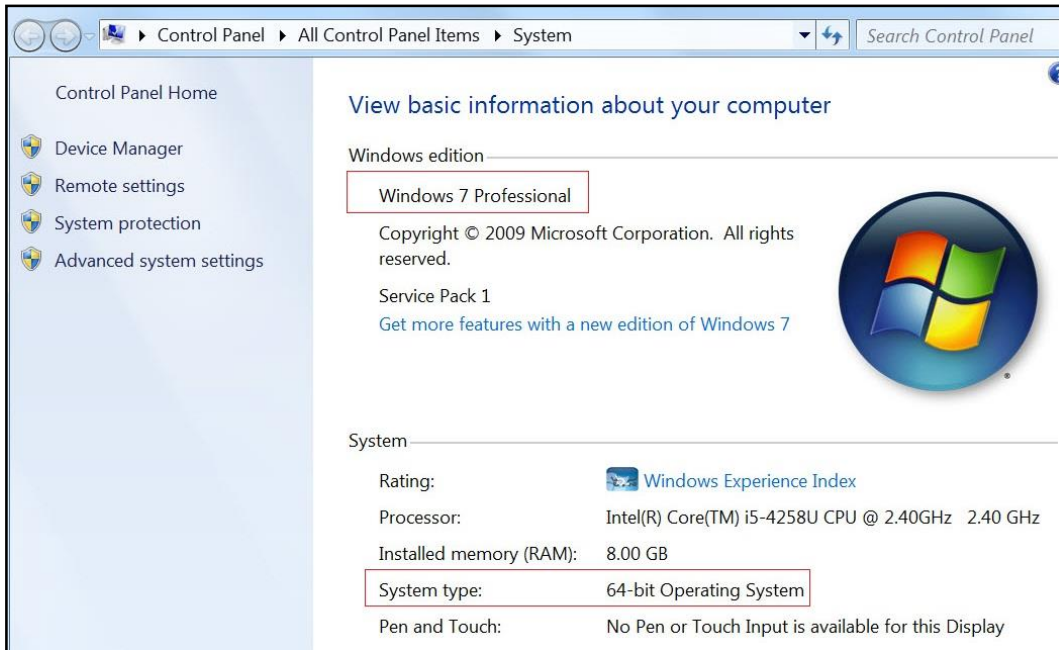 Control Panel ▸ All Control Panel Items ▸ System
Search Control Panel
Control Panel Home
Device Manager
Remote settings
System protection
Advanced system settings
View basic information about your computer
Windows edition
Windows 7 Professional
Copyright © 2009 Microsoft Corporation.  All rights
reserved.
Service Pack 1
Get more features with a new edition of Windows 7
®
System
Rating: Windows Experience Index
Processor: Intel(R) Core(TM) i5-4258U CPU @ 2.40GHz   2.40 GHz
Installed memory (RAM): 8.00 GB
System type: 64-bit Operating System
Pen and Touch: No Pen or Touch Input is available for this Display